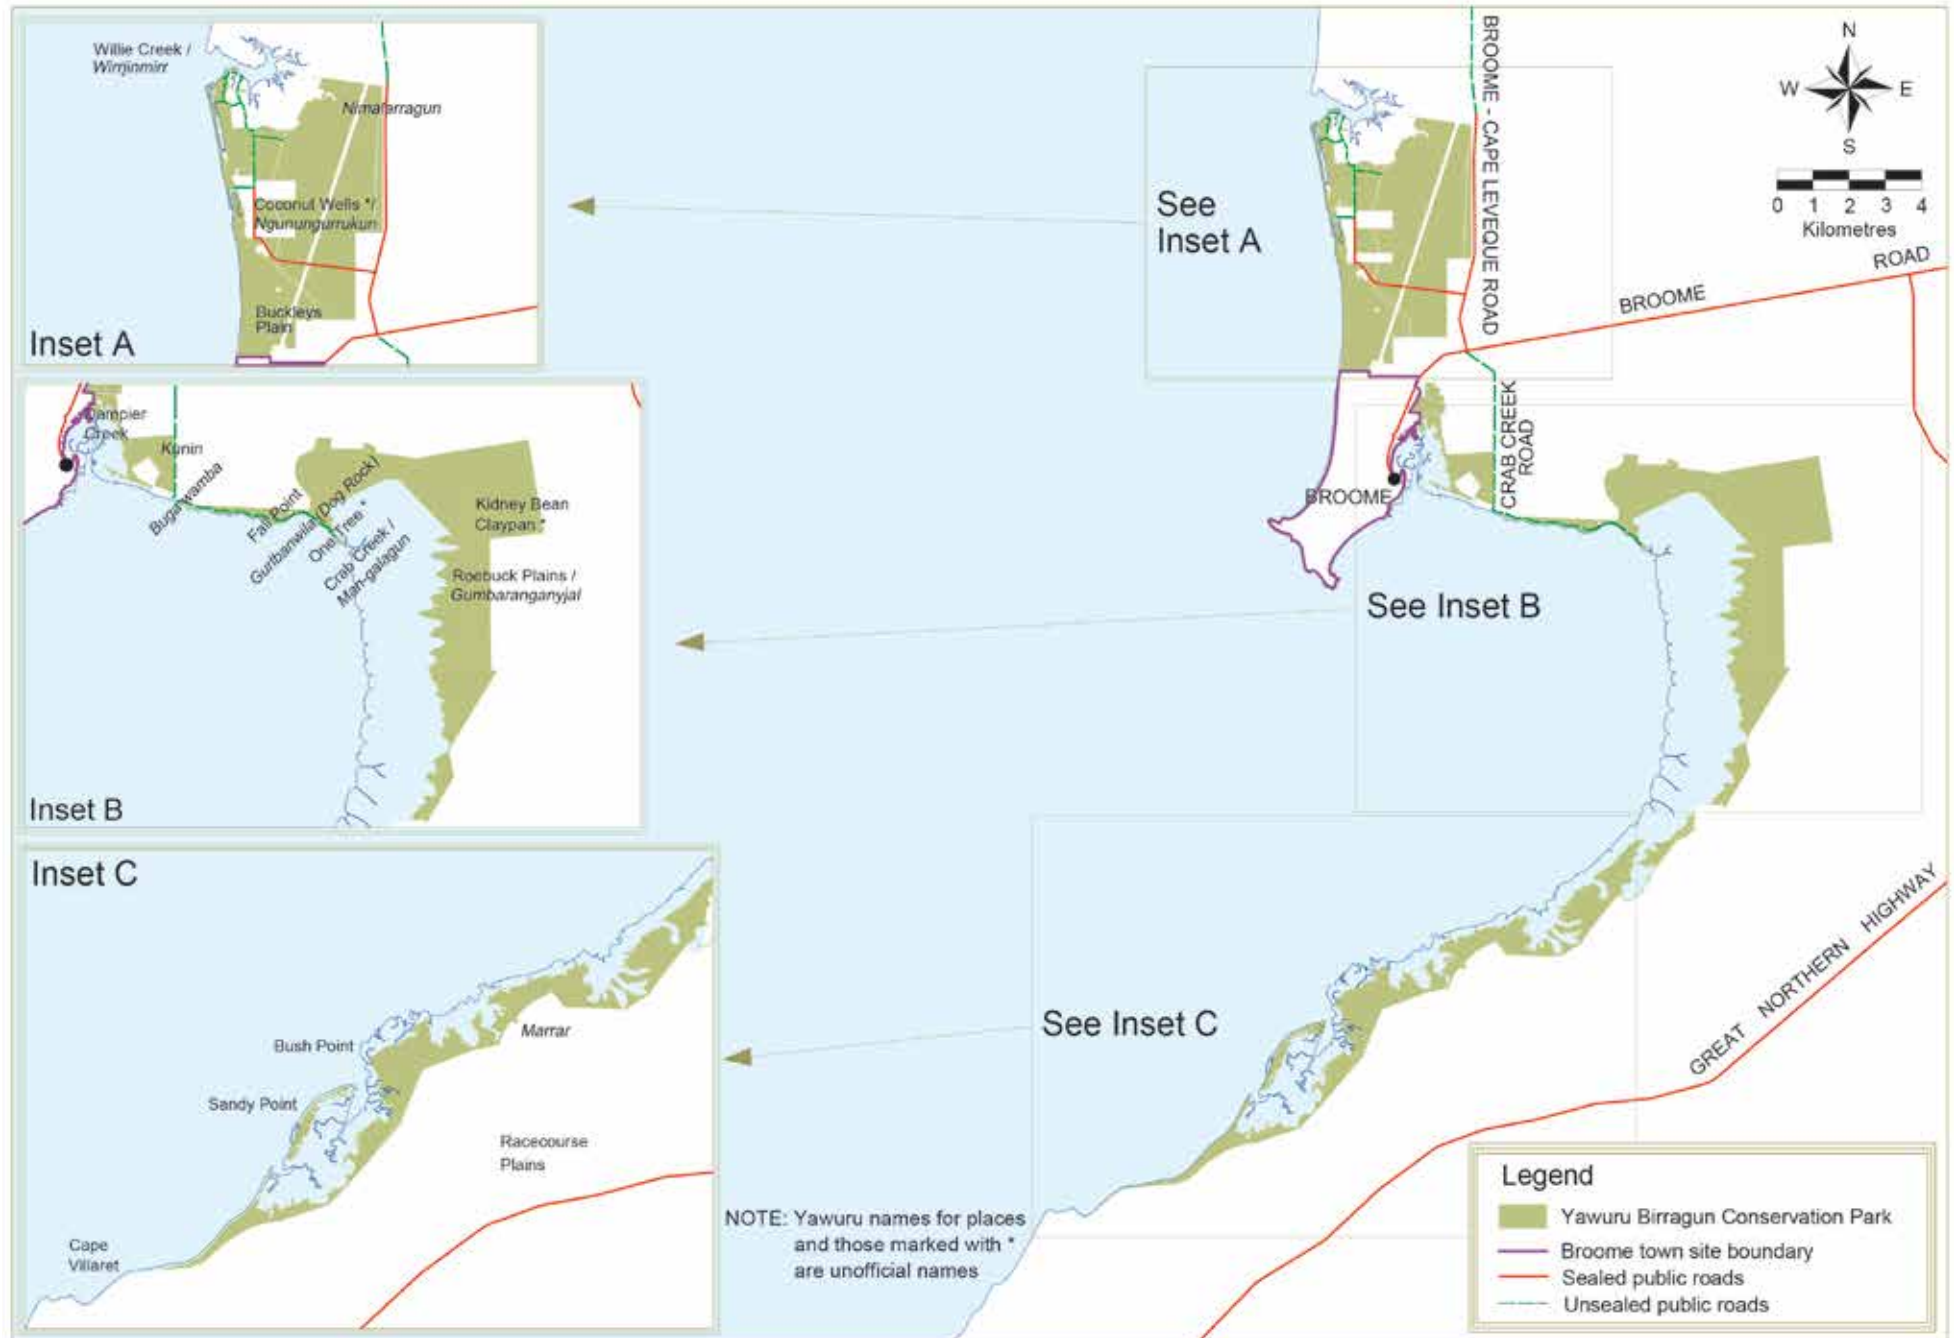 Willie Creek /
Wirrjinmirr
Nimalarragun
Coconut Wells * /
Ngunungurrukun
Buckleys
Plain
Inset A
Dampier
Creek
Kunin
Bugarwamba
Fall Point
Gurlbanwila (Dog Rock)
One Tree *
Crab Creek /
Man-galagun
Kidney Bean
Claypan *
Roebuck Plains /
Gumbaranganyjal
Inset B
Inset C
Bush Point
Marrar
Sandy Point
Racecourse
Plains
Cape
Villaret
See
Inset A
BROOME - CAPE LEVEQUE ROAD
N
W
E
S
0 1 2 3 4
Kilometres
BROOME
ROAD
CRAB CREEK
ROAD
BROOME
See Inset B
See Inset C
GREAT NORTHERN HIGHWAY
NOTE: Yawuru names for places
and those marked with *
are unofficial names
Legend
Yawuru Birragun Conservation Park
Broome town site boundary
Sealed public roads
Unsealed public roads